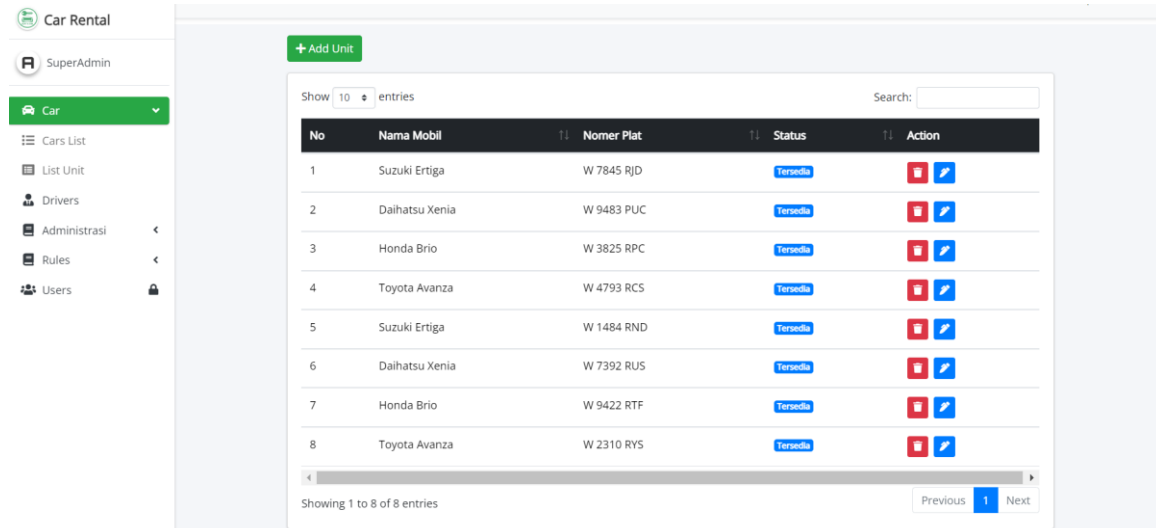 Car Rental
SuperAdmin
Car
Cars List
List Unit
Drivers
Administrasi
Rules
Users
+ Add Unit
Show 10 entries Search:
No Nama Mobil Nomer Plat Status Action
1 Suzuki Ertiga W 7845 RJD Tersedia
2 Daihatsu Xenia W 9483 PUC Tersedia
3 Honda Brio W 3825 RPC Tersedia
4 Toyota Avanza W 4793 RCS Tersedia
5 Suzuki Ertiga W 1484 RND Tersedia
6 Daihatsu Xenia W 7392 RUS Tersedia
7 Honda Brio W 9422 RTF Tersedia
8 Toyota Avanza W 2310 RYS Tersedia
Showing 1 to 8 of 8 entries Previous 1 Next